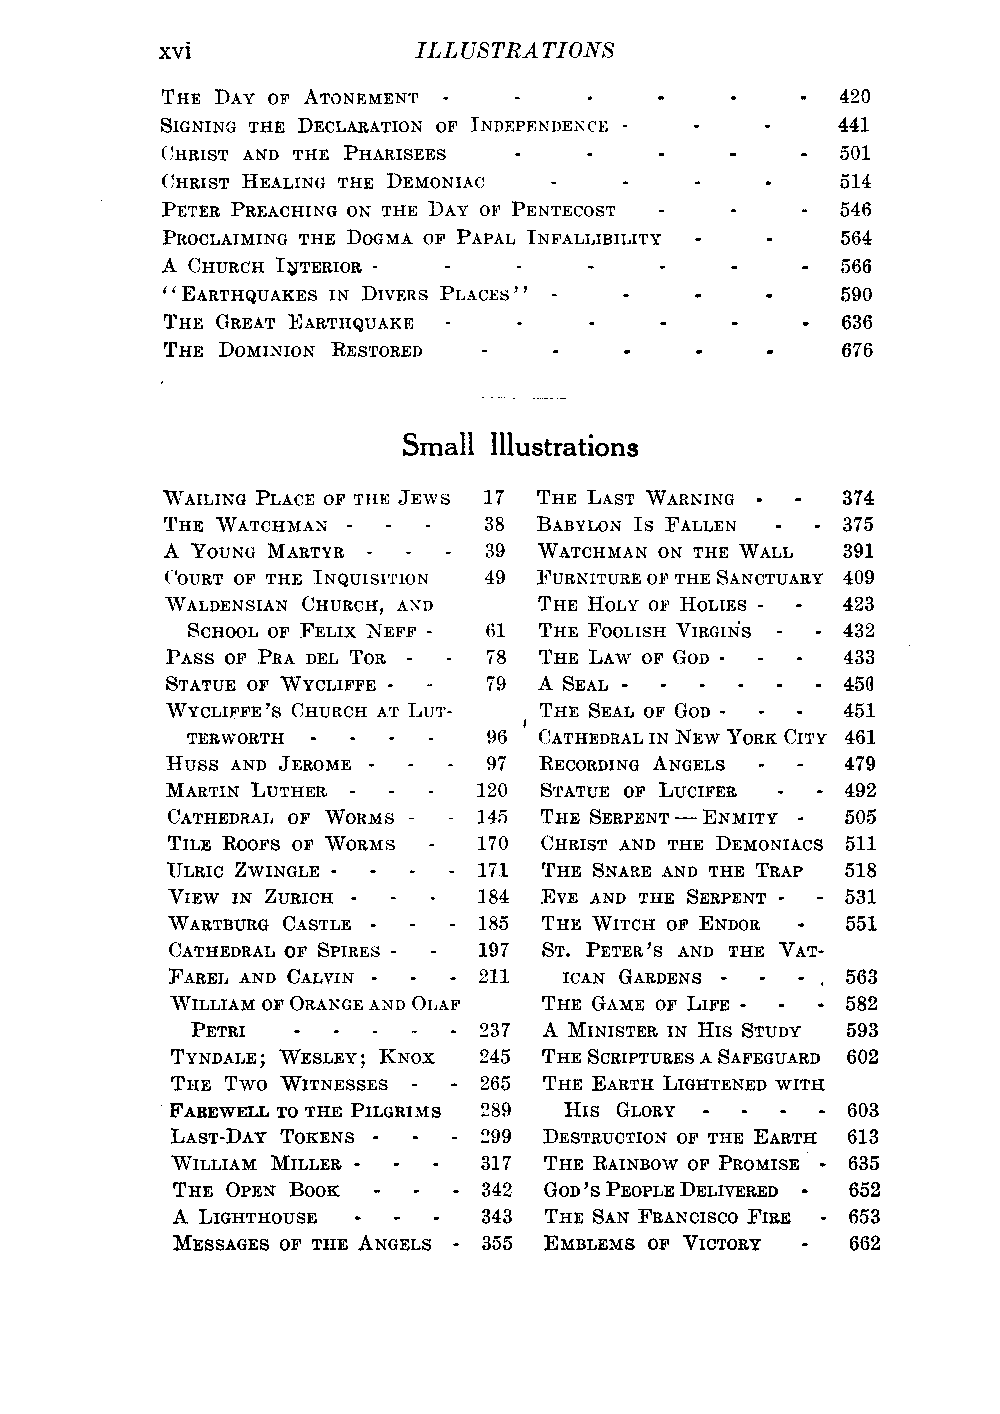 xvi ILLUSTRATIONS
THE DAY OF ATONEMENT - - - - - - 420
SIGNING THE DECLARATION OF INDEPENDENCE - - - 441
CHRIST AND THE PHARISEES - - - - - 501
CHRIST HEALING THE DEMONIAC - - - - 514
PETER PREACHING ON THE DAY OF PENTECOST - - - 546
PROCLAIMING THE DOGMA OF PAPAL INFALLIBILITY - - 564
A CHURCH INTERIOR - - - - - - - 566
"EARTHQUAKES IN DIVERS PLACES" - - - - 590
THE GREAT EARTHQUAKE - - - - - - 636
THE DOMINION RESTORED - - - - - 676
Small Illustrations
WAILING PLACE OF THE JEWS 17
THE WATCHMAN - - - 38
A YOUNG MARTYR - - - 39
COURT OF THE INQUISITION 49
WALDENSIAN CHURCH, AND
SCHOOL OF FELIX NEFF - 61
PASS OF PRA DEL TOR - - 78
STATUE OF WYCLIFFE - - 79
WYCLIFFE'S CHURCH AT LUT-
TERWORTH - - - - 96
HUSS AND JEROME - - - 97
MARTIN LUTHER - - - 120
CATHEDRAL OF WORMS - - 145
TILE ROOFS OF WORMS - 170
ULRIC ZWINGLE - - - - 171
VIEW IN ZURICH - - - 184
WARTBURG CASTLE - - - 185
CATHEDRAL OF SPIRES - - 197
FAREL AND CALVIN - - - 211
WILLIAM OF ORANGE AND OLAF
PETRI - - - - - 237
TYNDALE; WESLEY; KNOX 245
THE TWO WITNESSES - - 265
FAREWELL TO THE PILGRIMS 289
LAST-DAY TOKENS - - - 299
WILLIAM MILLER - - - 317
THE OPEN BOOK - - - 342
A LIGHTHOUSE - - - 343
MESSAGES OF THE ANGELS - 355
THE LAST WARNING - - 374
BABYLON IS FALLEN - - 375
WATCHMAN ON THE WALL 391
FURNITURE OF THE SANCTUARY 409
THE HOLY OF HOLIES - - 423
THE FOOLISH VIRGINS - - 432
THE LAW OF GOD - - - 433
A SEAL - - - - - - 450
THE SEAL OF GOD - - - 451
CATHEDRAL IN NEW YORK CITY 461
RECORDING ANGELS - - 479
STATUE OF LUCIFER - - 492
THE SERPENT — ENMITY - 505
CHRIST AND THE DEMONIACS 511
THE SNARE AND THE TRAP 518
EVE AND THE SERPENT - - 531
THE WITCH OF ENDOR - 551
ST. PETER'S AND THE VAT-
ICAN GARDENS - - - 563
THE GAME OF LIFE - - - 582
A MINISTER IN HIS STUDY 593
THE SCRIPTURES A SAFEGUARD 602
THE EARTH LIGHTENED WITH
HIS GLORY - - - - 603
DESTRUCTION OF THE EARTH 613
THE RAINBOW OF PROMISE - 635
GOD'S PEOPLE DELIVERED - 652
THE SAN FRANCISCO FIRE - 653
EMBLEMS OF VICTORY - 662